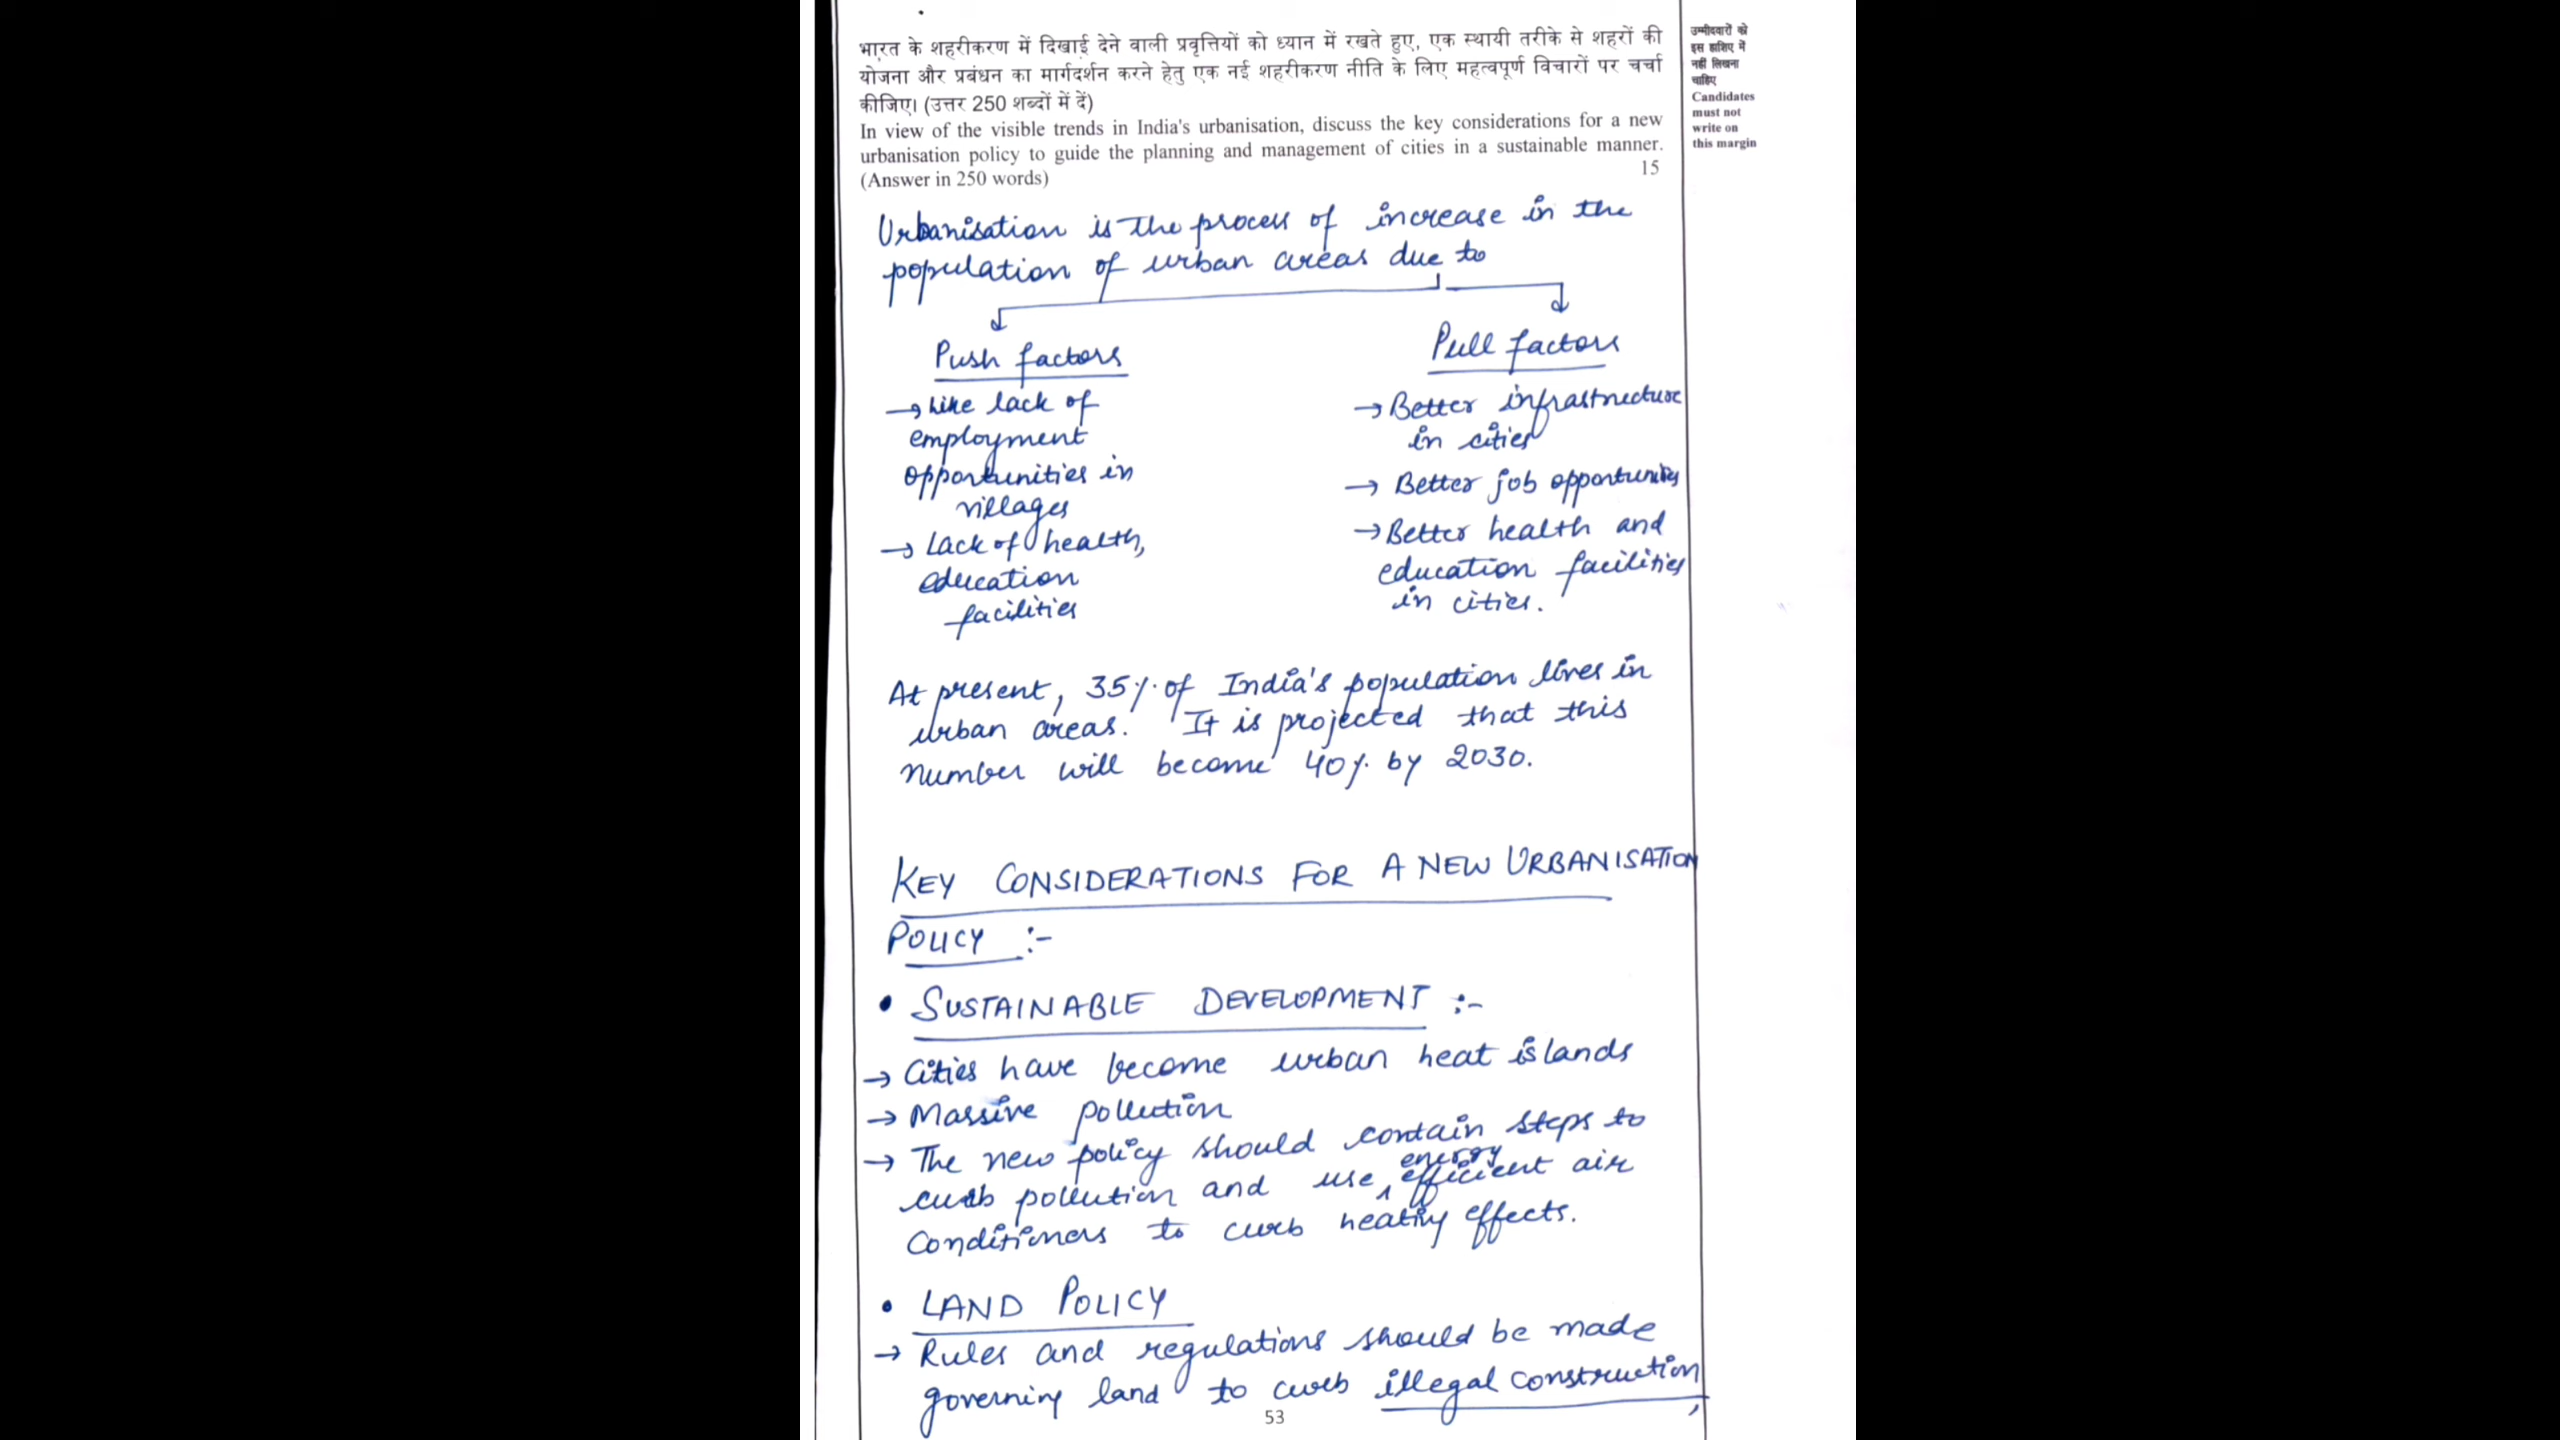 भारत के शहरीकरण में दिखाई देने वाली प्रवृत्तियों को ध्यान में रखते हुए, एक स्थायी तरीके से शहरों की
योजना और प्रबंधन का मार्गदर्शन करने हेतु एक नई शहरीकरण नीति के लिए महत्वपूर्ण विचारों पर चर्चा
कीजिए। (उत्तर 250 शब्दों में दें)
In view of the visible trends in India's urbanisation, discuss the key considerations for a new
urbanisation policy to guide the planning and management of cities in a sustainable manner.
(Answer in 250 words) 15
उम्मीदवारों को
इस हाशिए में
नहीं लिखना
चाहिए
Candidates
must not
write on
this margin
Urbanisation is the process of increase in the
population of urban areas due to
Push factors
→ Like lack of
employment
opportunities in
villages
→ Lack of health,
education
facilities
Pull factors
→ Better infrastructure
in cities
→ Better job opportunities
→ Better health and
education facilities
in cities.
At present, 35% of India's population lives in
urban areas. It is projected that this
number will become 40% by 2030.
KEY CONSIDERATIONS FOR A NEW URBANISATION
POLICY :-
• SUSTAINABLE DEVELOPMENT :-
→ Cities have become urban heat islands
→ Massive pollution
→ The new policy should contain steps to
curb pollution and use energy efficient air
conditioners to curb heating effects.
• LAND POLICY
→ Rules and regulations should be made
governing land to curb illegal construction,
53